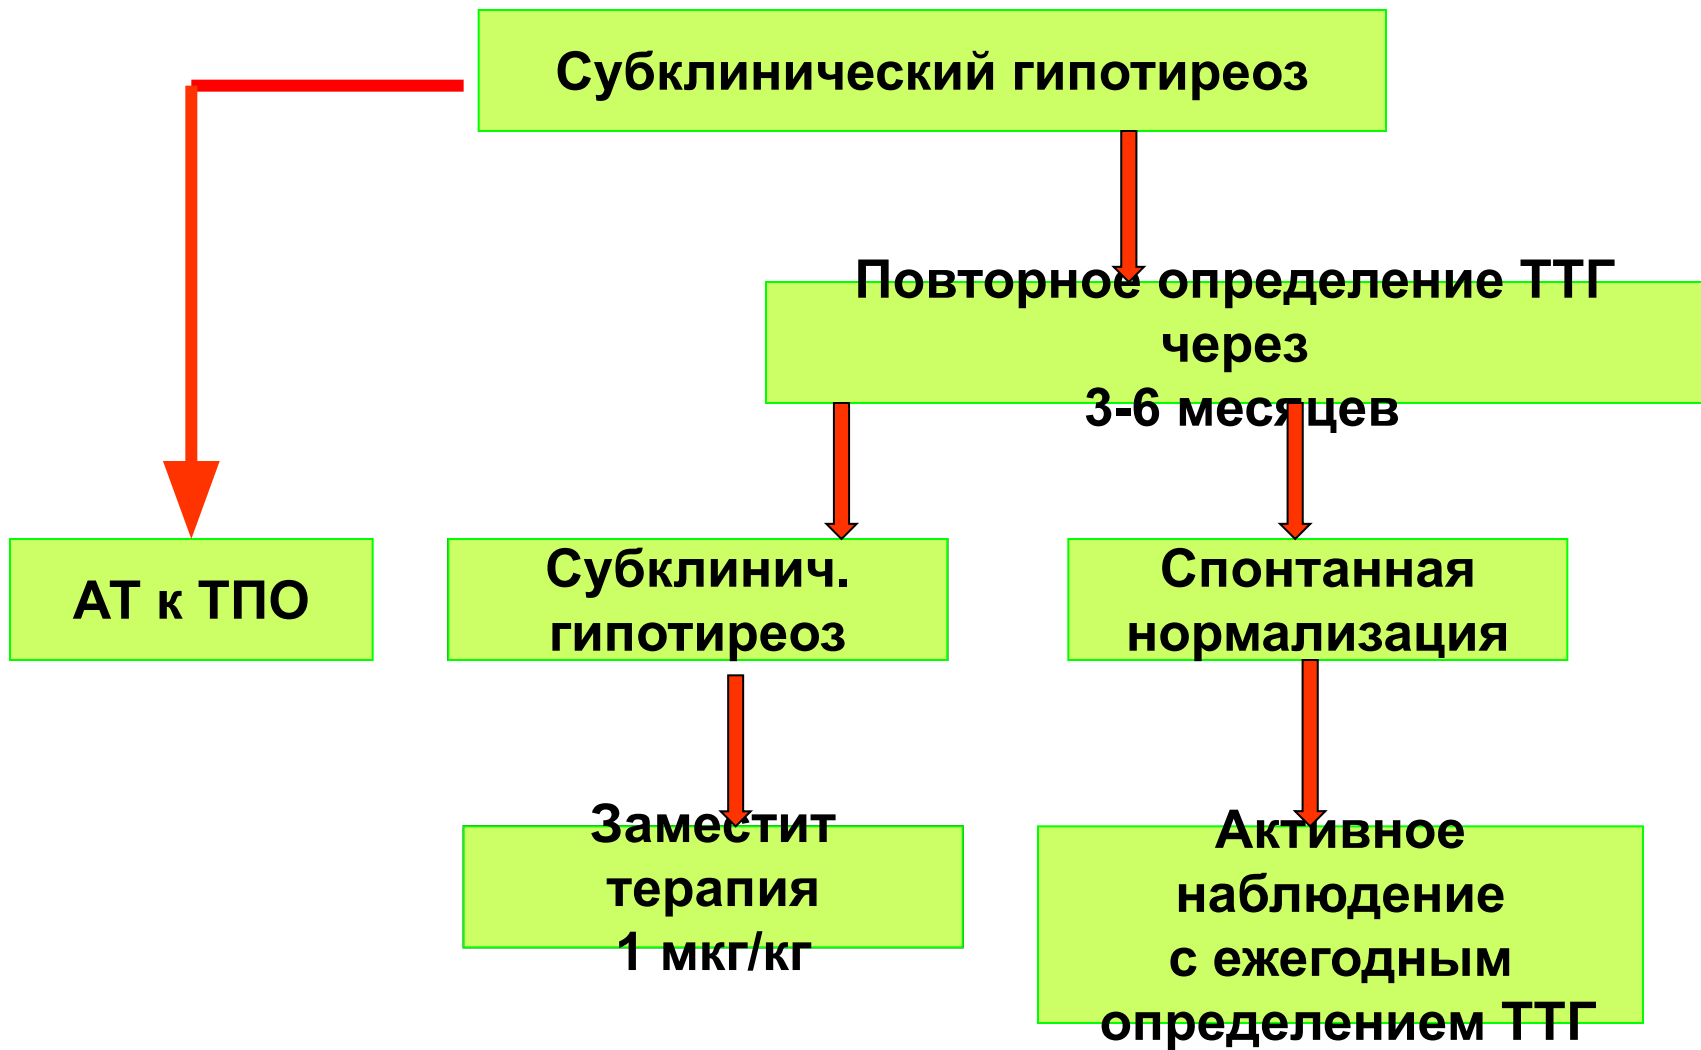 Субклинический гипотиреоз
Повторное определение ТТГ
через
3-6 месяцев
АТ к ТПО
Субклинич.
гипотиреоз
Спонтанная
нормализация
Заместит
терапия
1 мкг/кг
Активное
наблюдение
с ежегодным
определением ТТГ